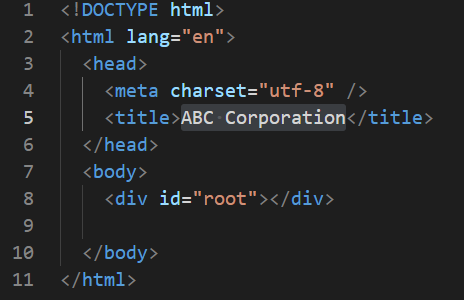 1 <!DOCTYPE html>
2 <html lang="en">
3   <head>
4     <meta charset="utf-8" />
5     <title>ABC Corporation</title>
6   </head>
7   <body>
8     <div id="root"></div>
9
10   </body>
11 </html>